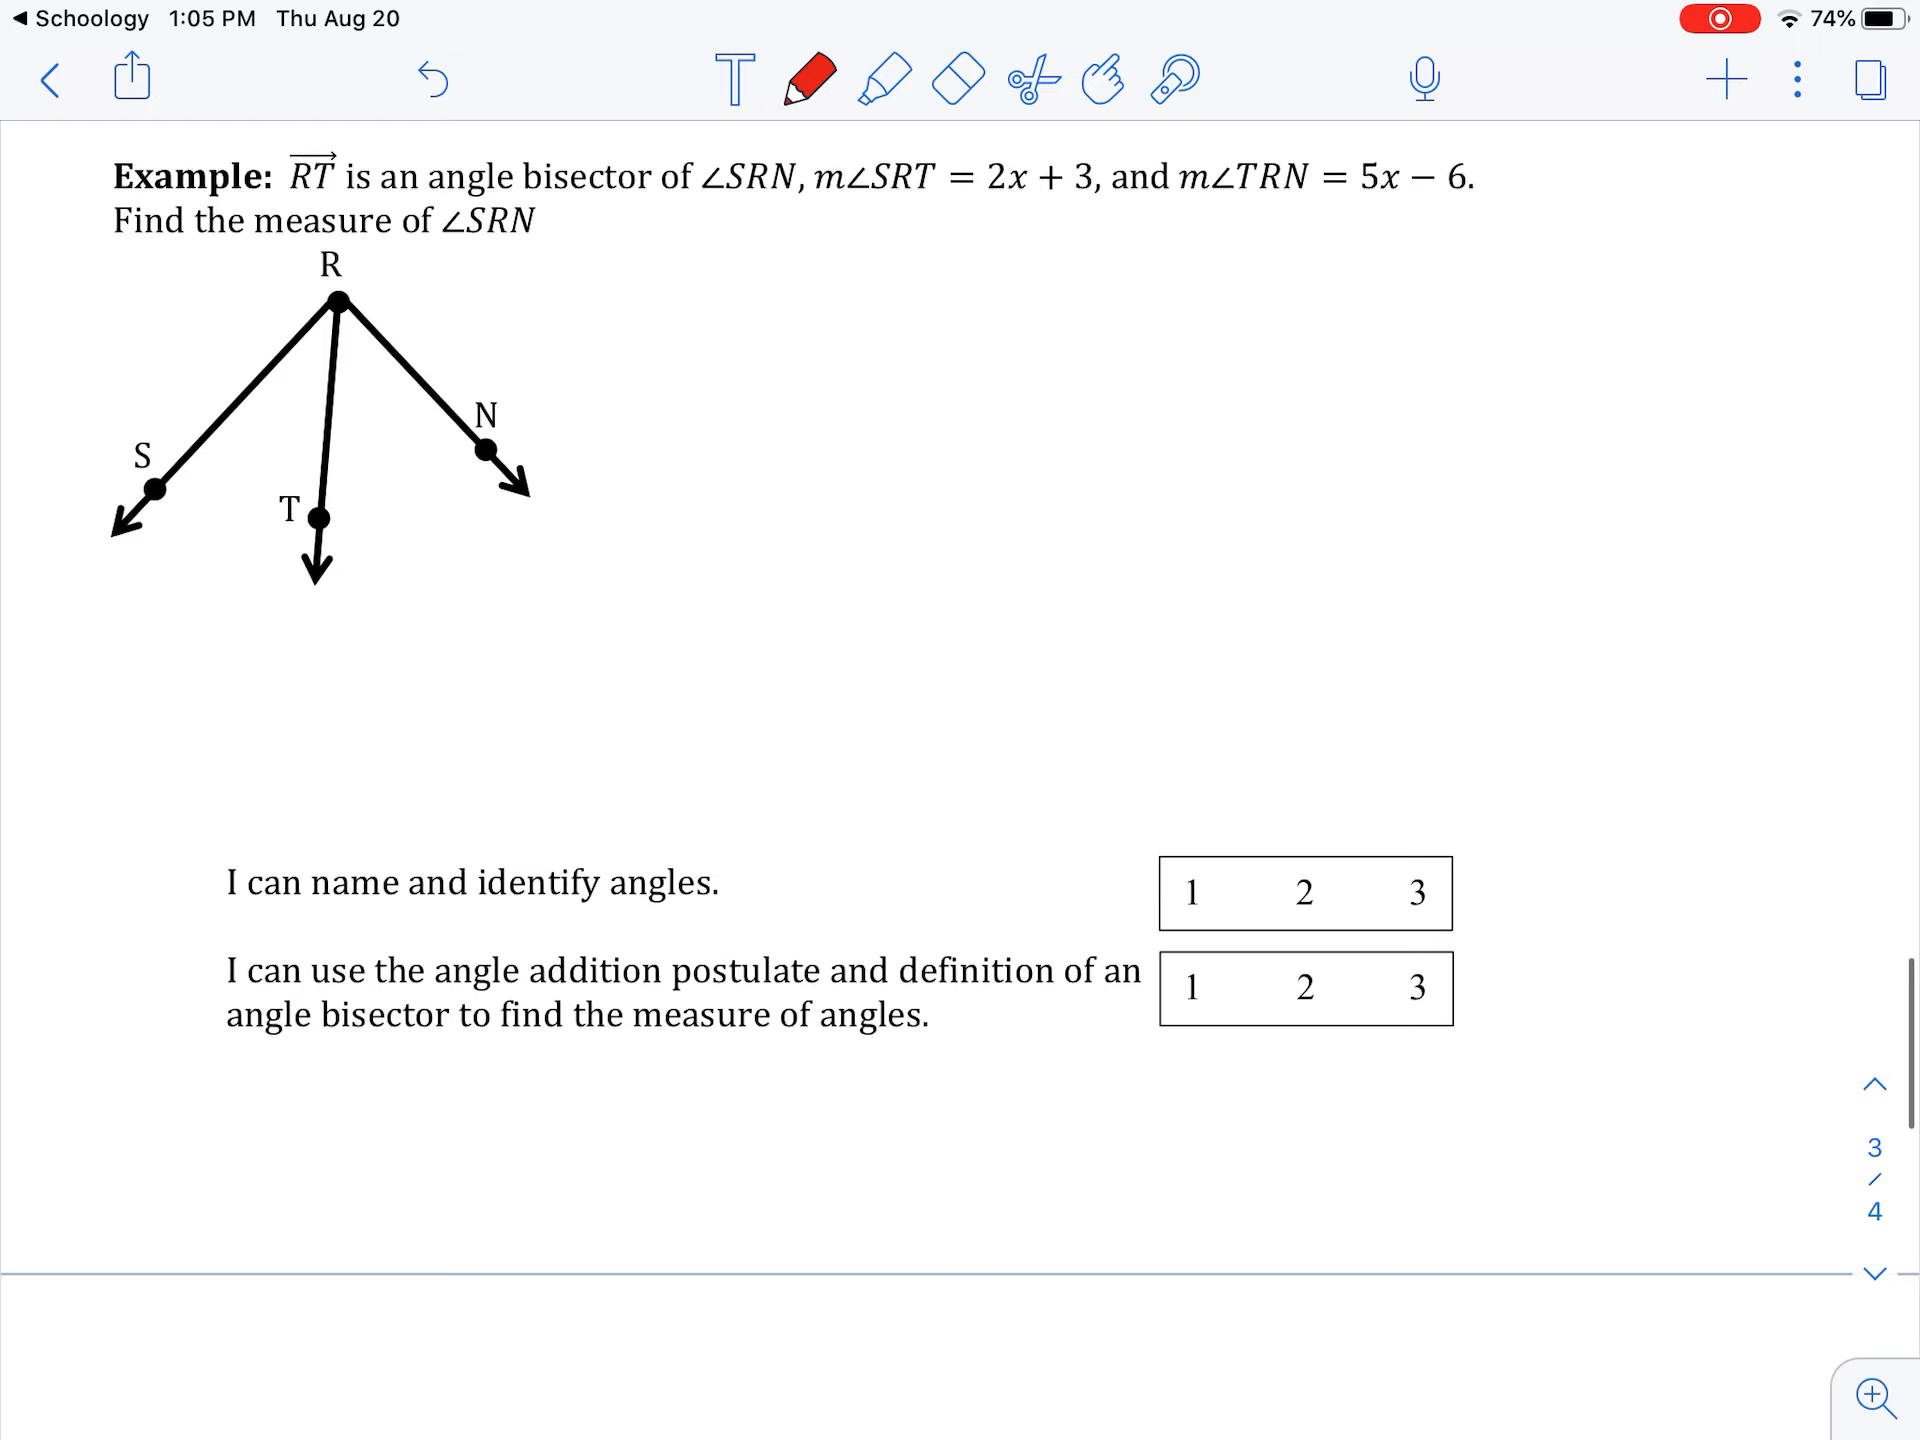 ◀ Schoology 1:05 PM Thu Aug 20 74%
Example: RT is an angle bisector of ∠SRN, m∠SRT = 2x + 3, and m∠TRN = 5x − 6.
Find the measure of ∠SRN
R
N
S
T
I can name and identify angles. 1 2 3
I can use the angle addition postulate and definition of an 1 2 3
angle bisector to find the measure of angles.
3
/
4